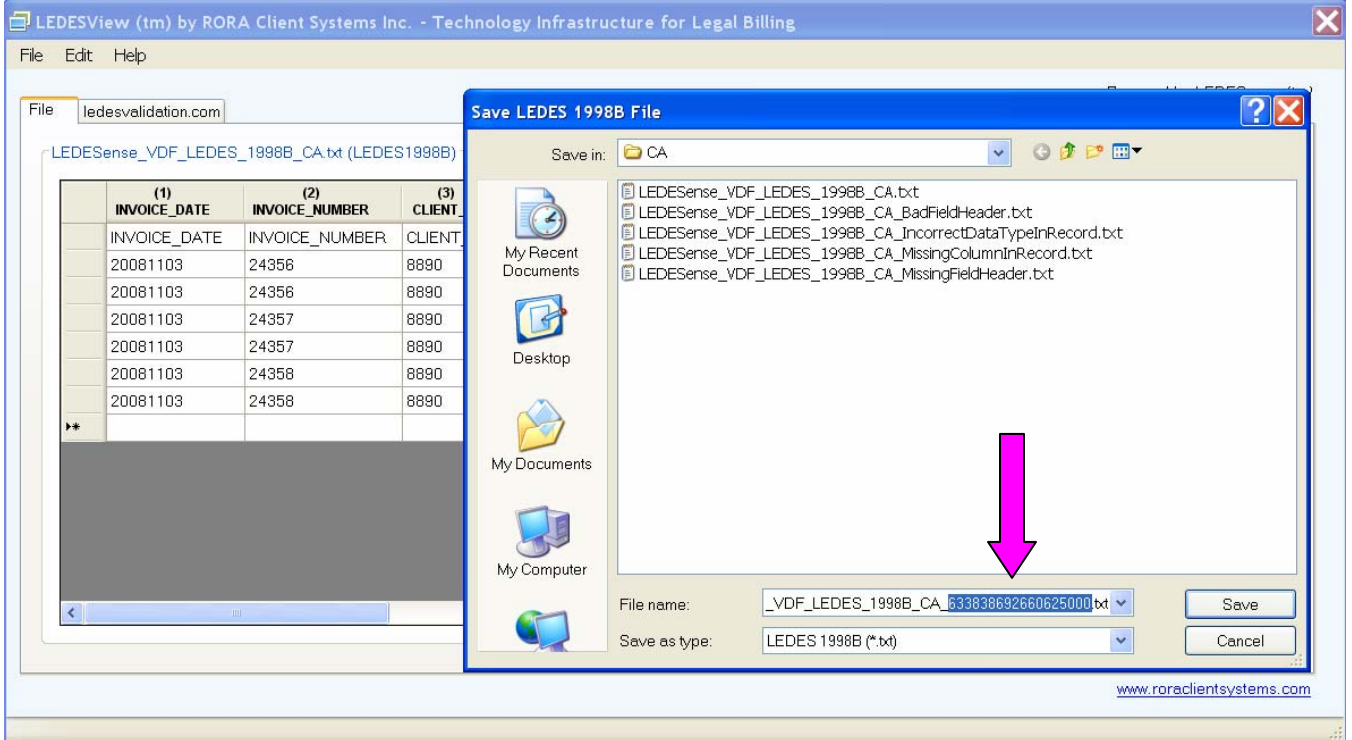 LEDESView (tm) by RORA Client Systems Inc. - Technology Infrastructure for Legal Billing
File Edit Help
File ledesvalidation.com
LEDESense_VDF_LEDES_1998B_CA.txt (LEDES1998B)
(1) (2) (3)
INVOICE_DATE INVOICE_NUMBER CLIENT_
INVOICE_DATE INVOICE_NUMBER CLIENT_
20081103 24356 8890
20081103 24356 8890
20081103 24357 8890
20081103 24357 8890
20081103 24358 8890
20081103 24358 8890
Save LEDES 1998B File
Save in: CA
My Recent Documents
Desktop
My Documents
My Computer
LEDESense_VDF_LEDES_1998B_CA.txt
LEDESense_VDF_LEDES_1998B_CA_BadFieldHeader.txt
LEDESense_VDF_LEDES_1998B_CA_IncorrectDataTypeInRecord.txt
LEDESense_VDF_LEDES_1998B_CA_MissingColumnInRecord.txt
LEDESense_VDF_LEDES_1998B_CA_MissingFieldHeader.txt
File name: _VDF_LEDES_1998B_CA_633838692660625000.txt Save
Save as type: LEDES 1998B (*.txt) Cancel
www.roraclientsystems.com